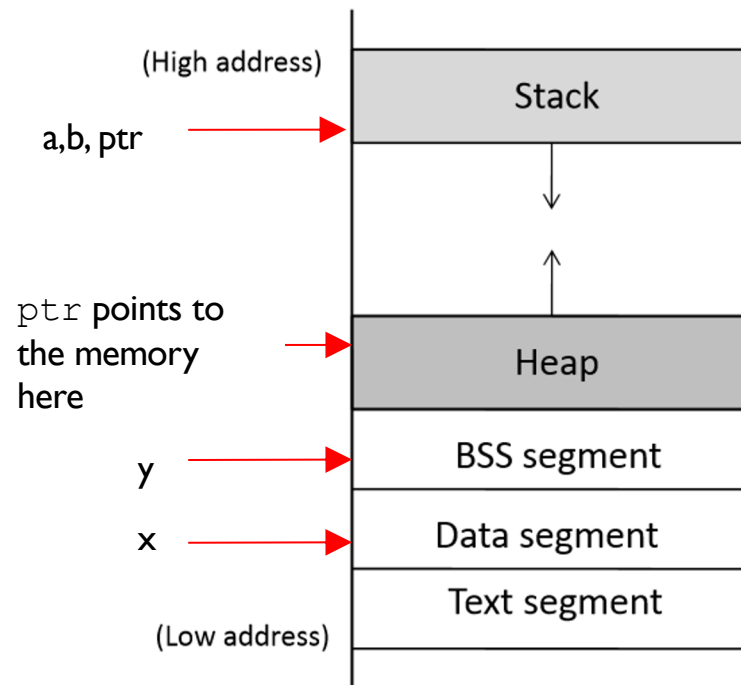 (High address)
Stack
a,b, ptr
ptr points to
the memory
here
Heap
y
BSS segment
x
Data segment
Text segment
(Low address)